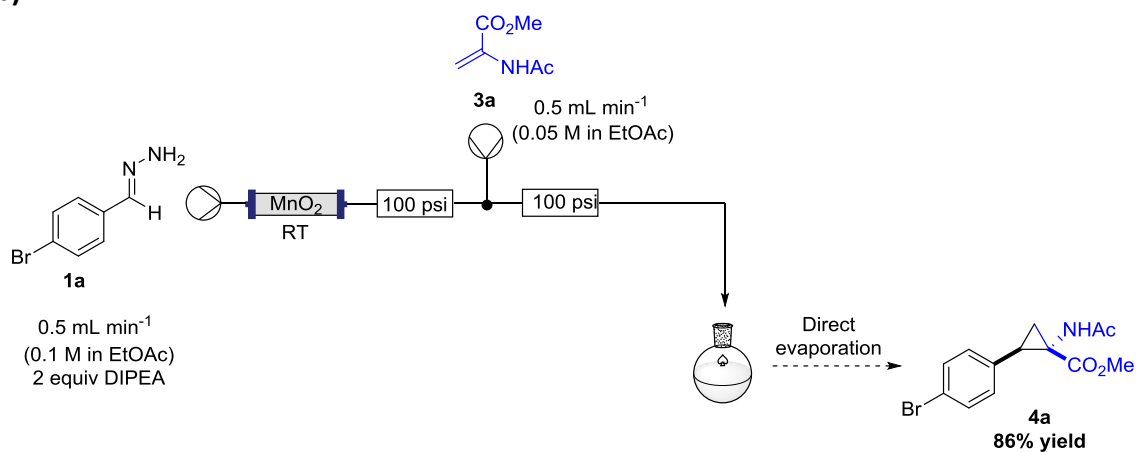 CO2Me
NHAc
3a
0.5 mL min-1
(0.05 M in EtOAc)
NH2
N
H
Br
1a
0.5 mL min-1
(0.1 M in EtOAc)
2 equiv DIPEA
MnO2
RT
100 psi
100 psi
Direct
evaporation
NHAc
CO2Me
Br
4a
86% yield